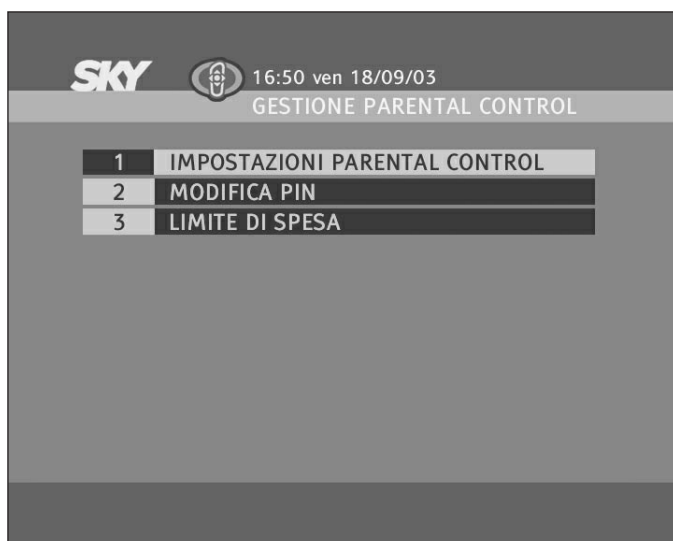 SKY 16:50 ven 18/09/03
GESTIONE PARENTAL CONTROL
1 IMPOSTAZIONI PARENTAL CONTROL
2 MODIFICA PIN
3 LIMITE DI SPESA